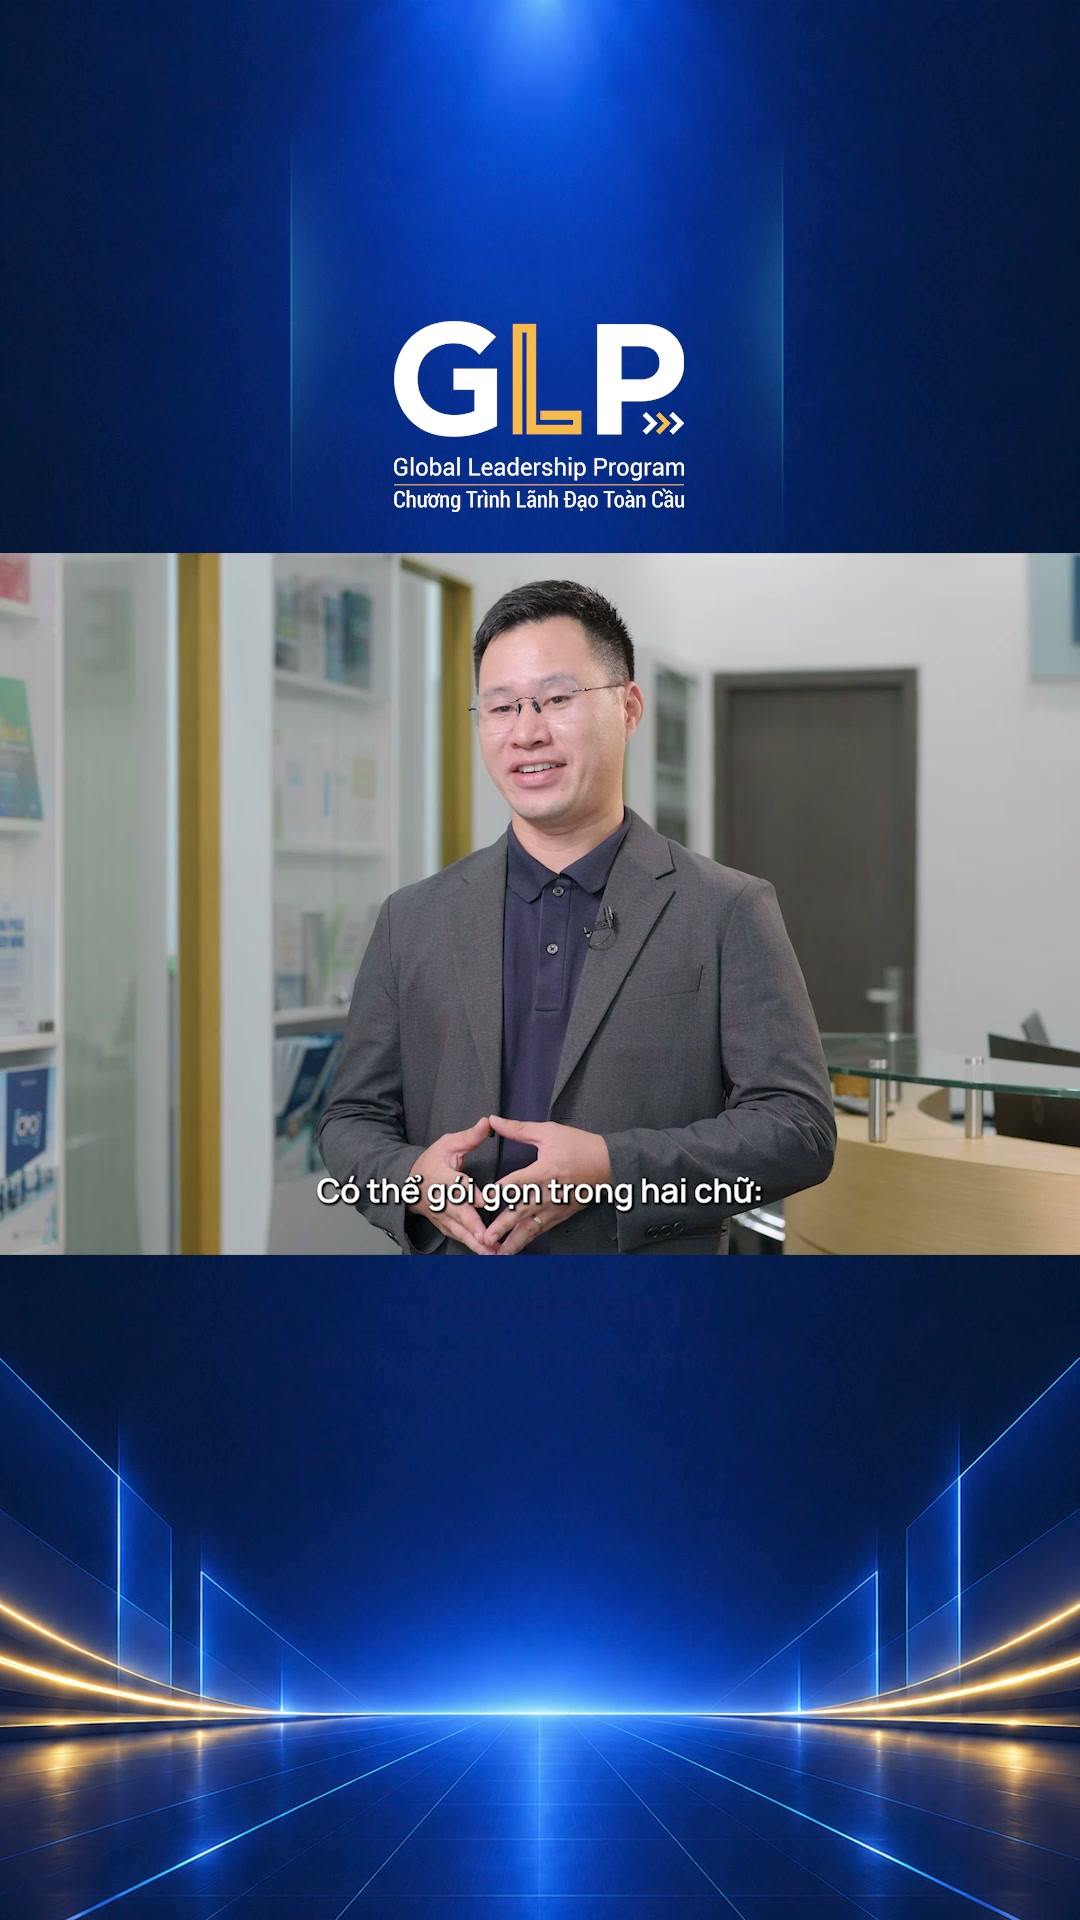 GLP
Global Leadership Program
Chương Trình Lãnh Đạo Toàn Cầu
Có thể gói gọn trong hai chữ: